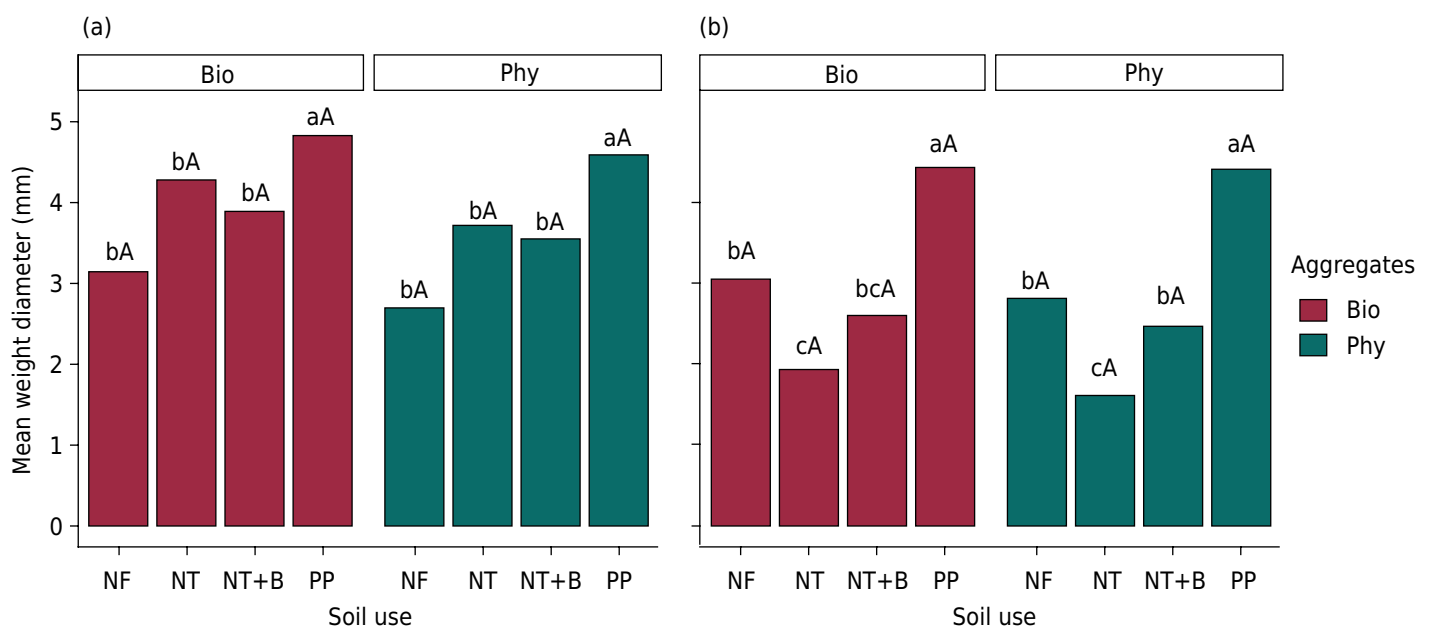 (a) (b)
Bio Phy Bio Phy
Mean weight diameter (mm)
5
4
3
2
1
0
bA bA bA aA bA bA bA aA
bA cA bcA aA bA cA bA aA
NF NT NT+B PP NF NT NT+B PP NF NT NT+B PP NF NT NT+B PP
Soil use Soil use
Aggregates
Bio
Phy